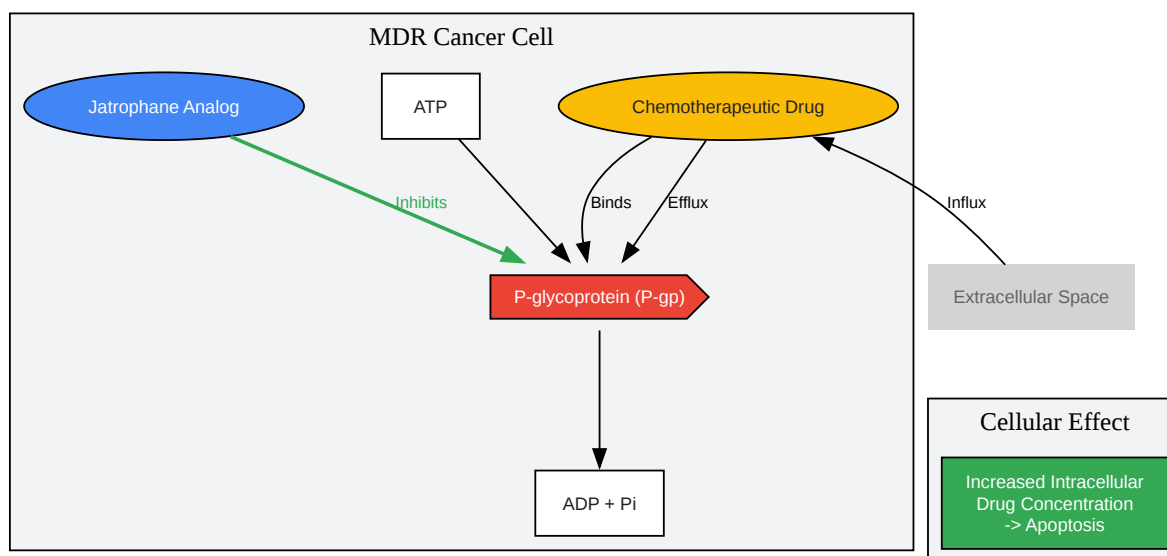 MDR Cancer Cell
Jatrophane Analog
ATP
Chemotherapeutic Drug
Inhibits
Binds
Efflux
Influx
P-glycoprotein (P-gp)
Extracellular Space
ADP + Pi
Cellular Effect
Increased Intracellular
Drug Concentration
-> Apoptosis